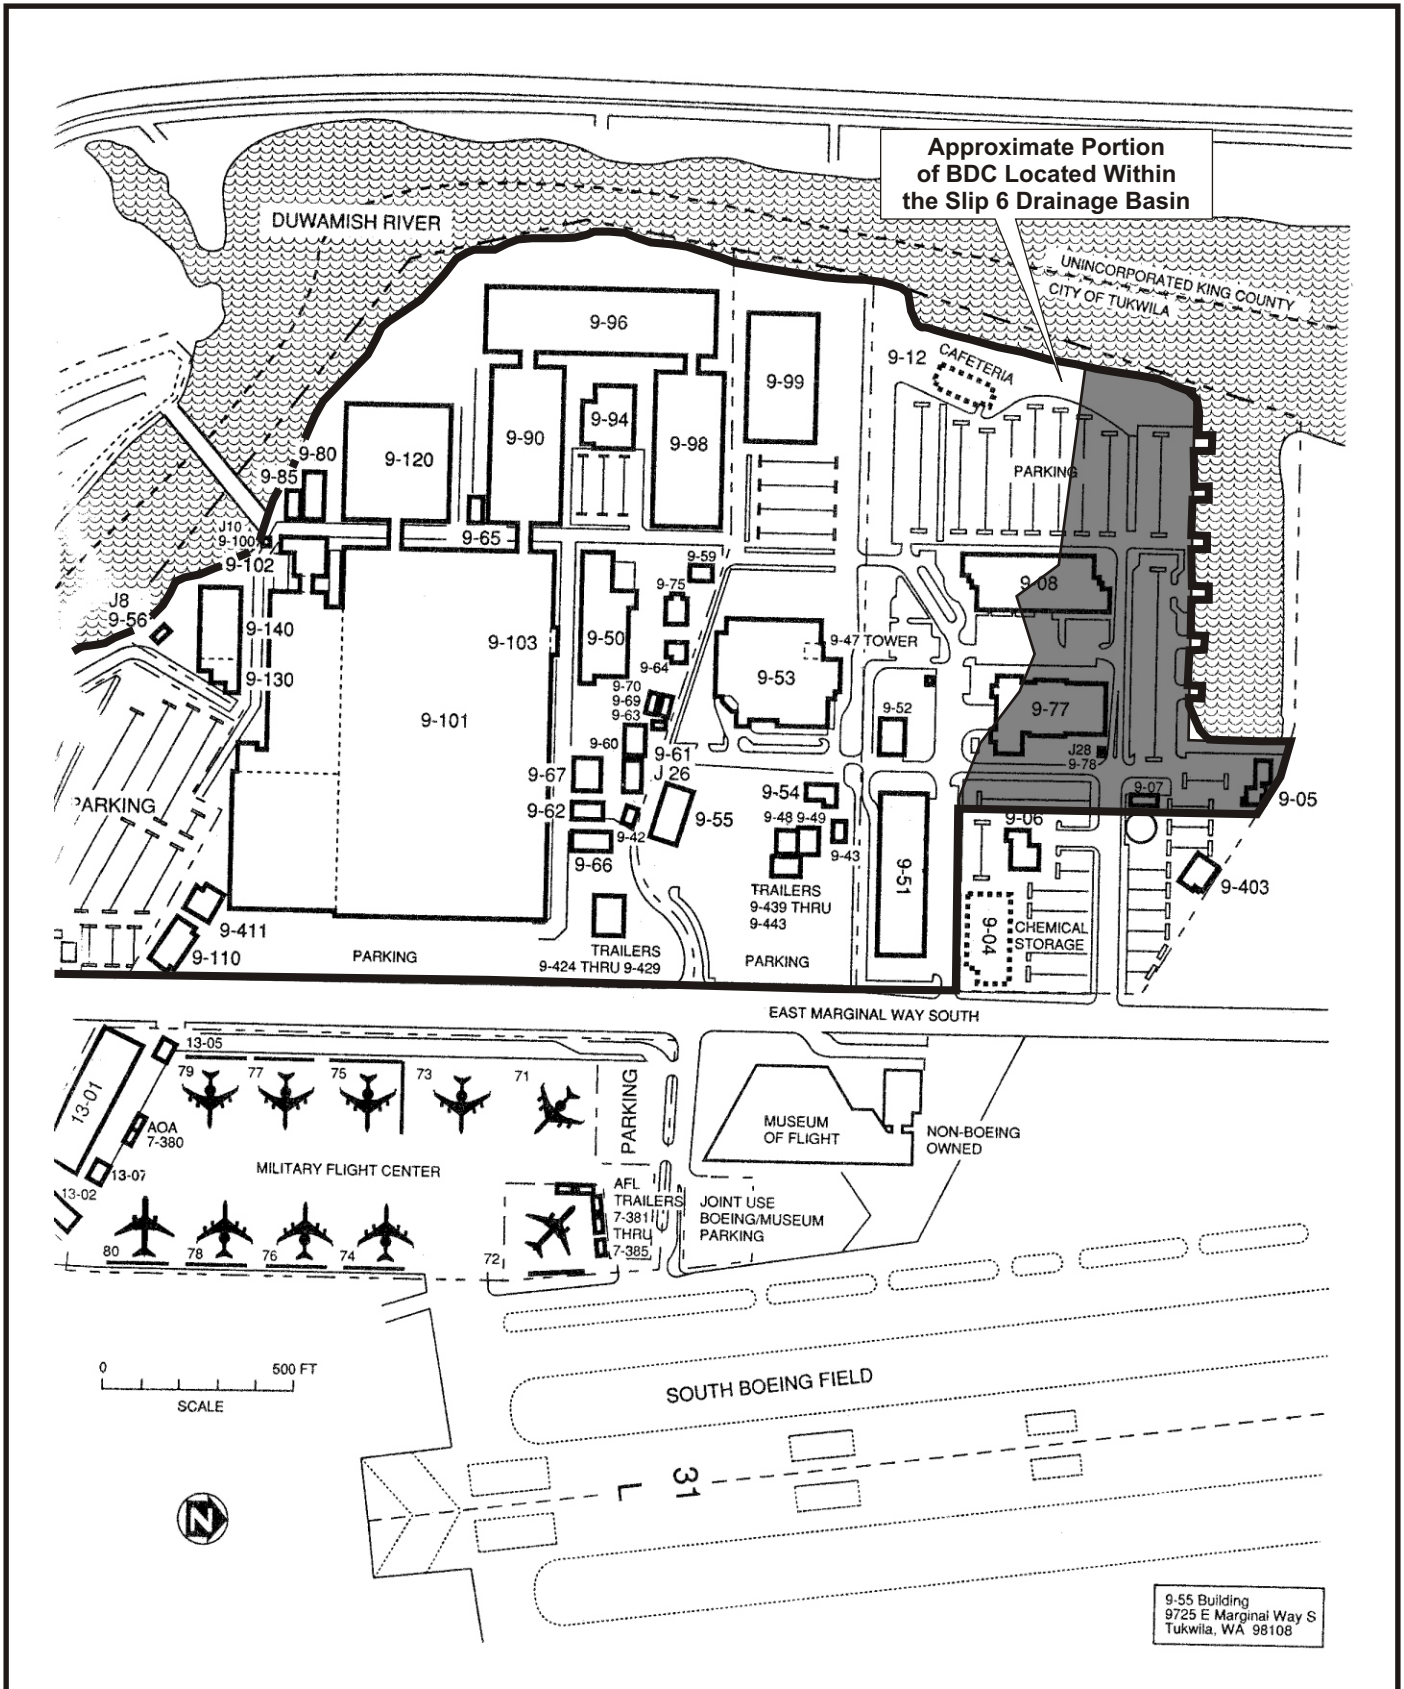 Approximate Portion
of BDC Located Within
the Slip 6 Drainage Basin
DUWAMISH RIVER
UNINCORPORATED KING COUNTY
CITY OF TUKWILA
9-96
9-12
CAFETERIA
9-99
9-94
9-90
9-98
9-120
9-80
9-85
PARKING
J10
9-100
9-102
9-65
9-59
9-75
9-08
J8
9-56
9-140
9-103
9-50
9-47 TOWER
9-64
9-130
9-53
9-70
9-69
9-63
9-101
9-52
9-77
9-60
9-61
J28
9-78
J 26
9-67
9-54
9-07
9-05
PARKING
9-62
9-42
9-55
9-48
9-49
9-43
9-06
9-66
9-51
9-403
TRAILERS
9-439 THRU
9-443
9-04
CHEMICAL
STORAGE
9-411
9-110
PARKING
TRAILERS
9-424 THRU 9-429
PARKING
EAST MARGINAL WAY SOUTH
13-05
79
77
75
73
71
13-01
PARKING
AOA
7-380
MUSEUM
OF FLIGHT
NON-BOEING
OWNED
MILITARY FLIGHT CENTER
13-07
13-02
AFL
TRAILERS
7-381
THRU
7-385
JOINT USE
BOEING/MUSEUM
PARKING
80
78
76
74
72
0
500 FT
SCALE
SOUTH BOEING FIELD
31
L
N
9-55 Building
9725 E Marginal Way S
Tukwila, WA 98108